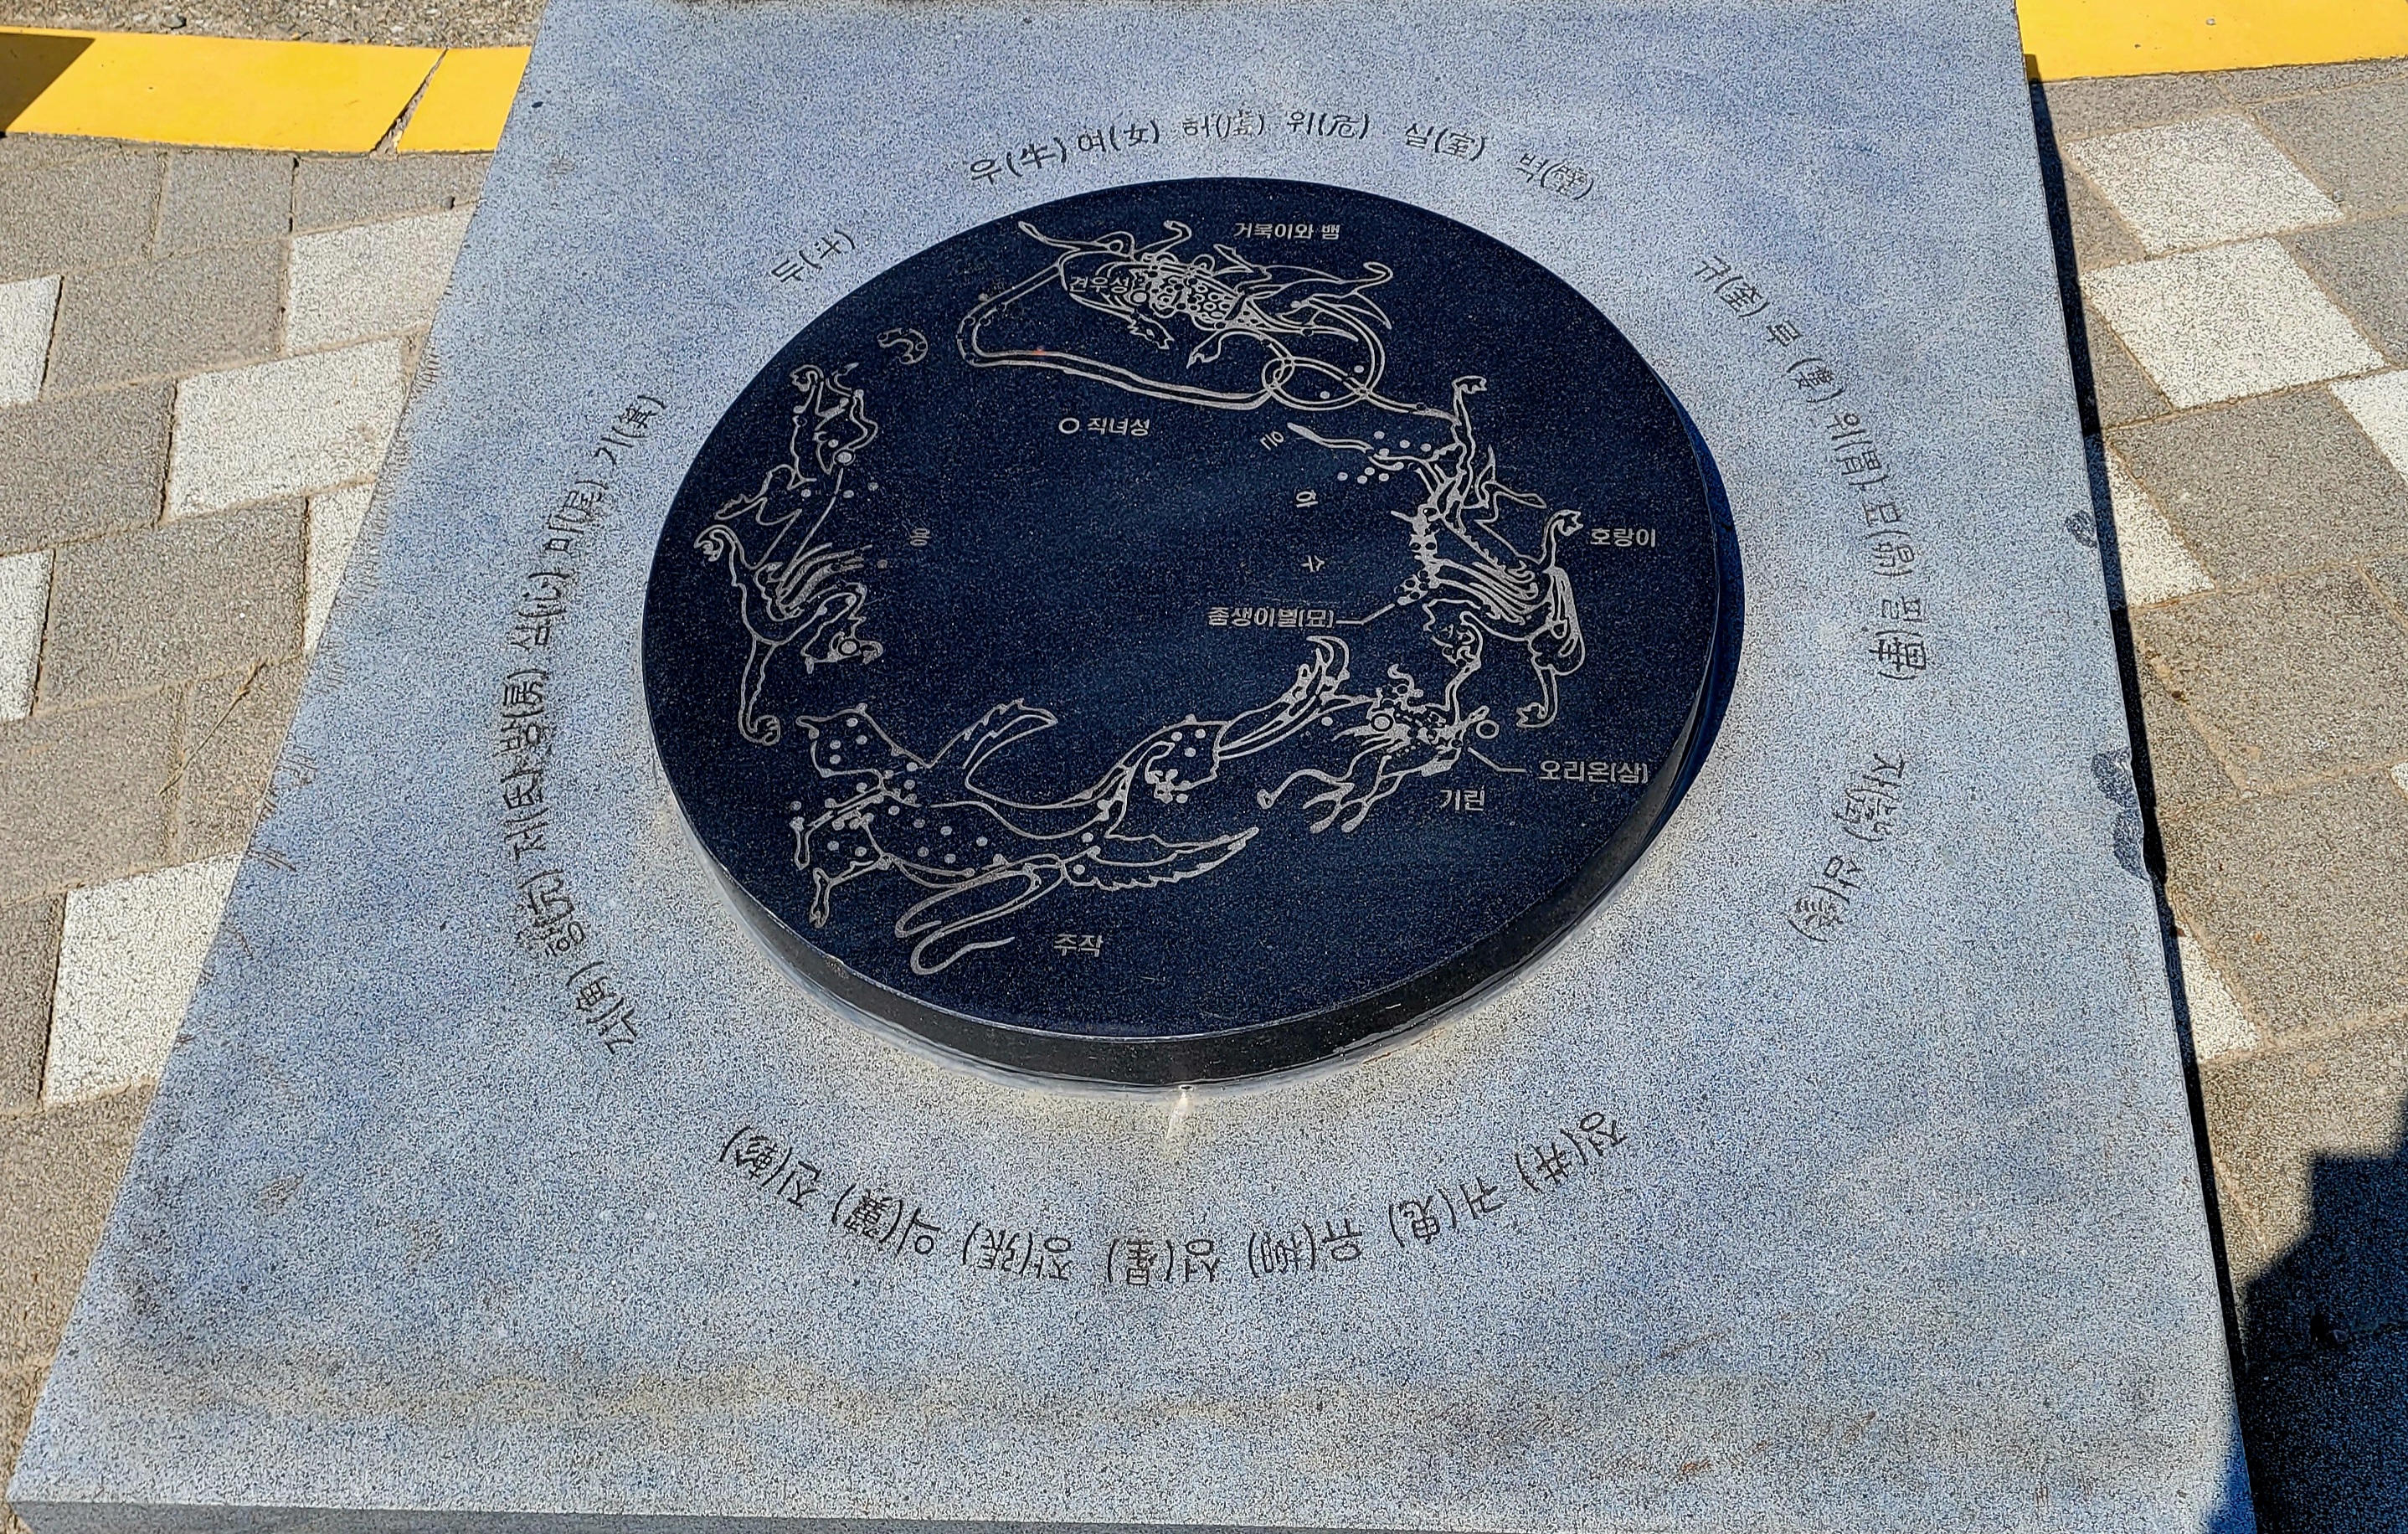 두(斗)
우(牛) 여(女) 허(虛) 위(危) 실(室) 벽(壁)
규(奎) 루(婁) 위(胃) 묘(昴) 필(畢) 자(觜) 삼(參)
정(井) 귀(鬼) 유(柳) 성(星) 장(張) 익(翼) 진(軫)
각(角) 항(亢) 저(氐) 방(房) 심(心) 미(尾) 기(箕)
거북이와 뱀
견우성
직녀성
은 하 수
용
호랑이
좀생이별(묘)
오리온(삼)
기린
주작